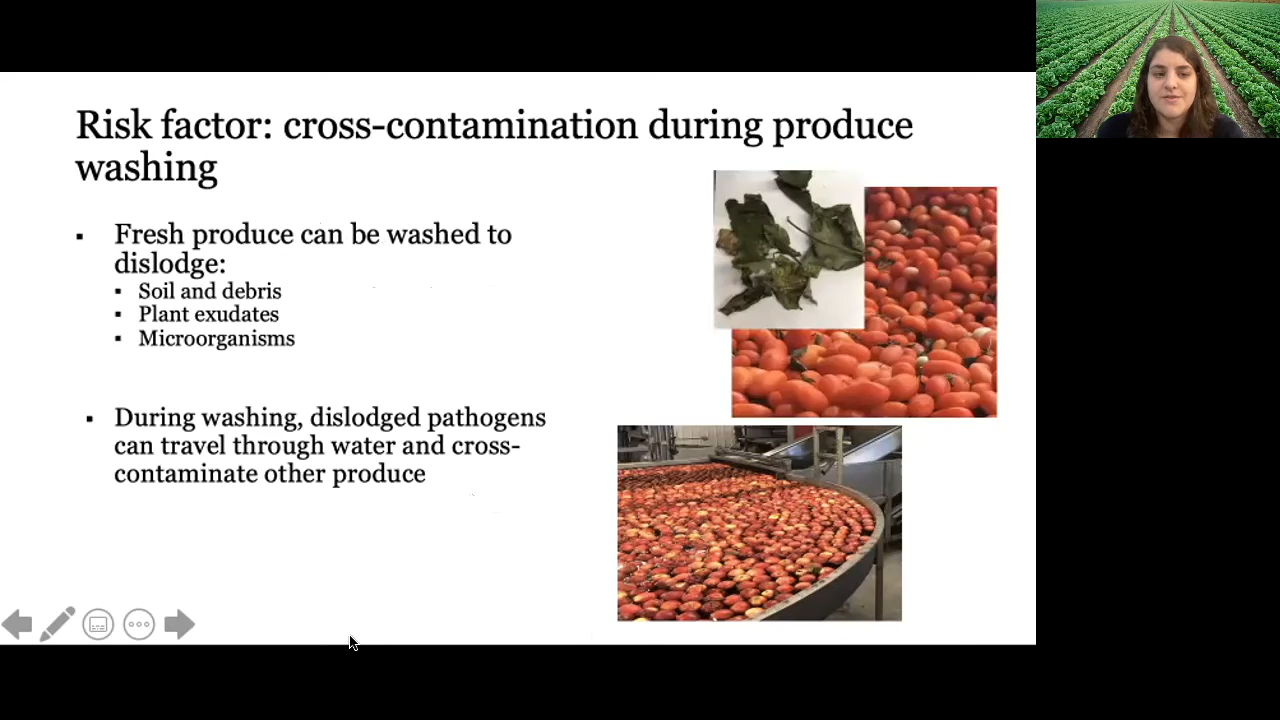 Risk factor: cross-contamination during produce
washing
▪ Fresh produce can be washed to
dislodge:
▪ Soil and debris
▪ Plant exudates
▪ Microorganisms
▪ During washing, dislodged pathogens
can travel through water and cross-
contaminate other produce